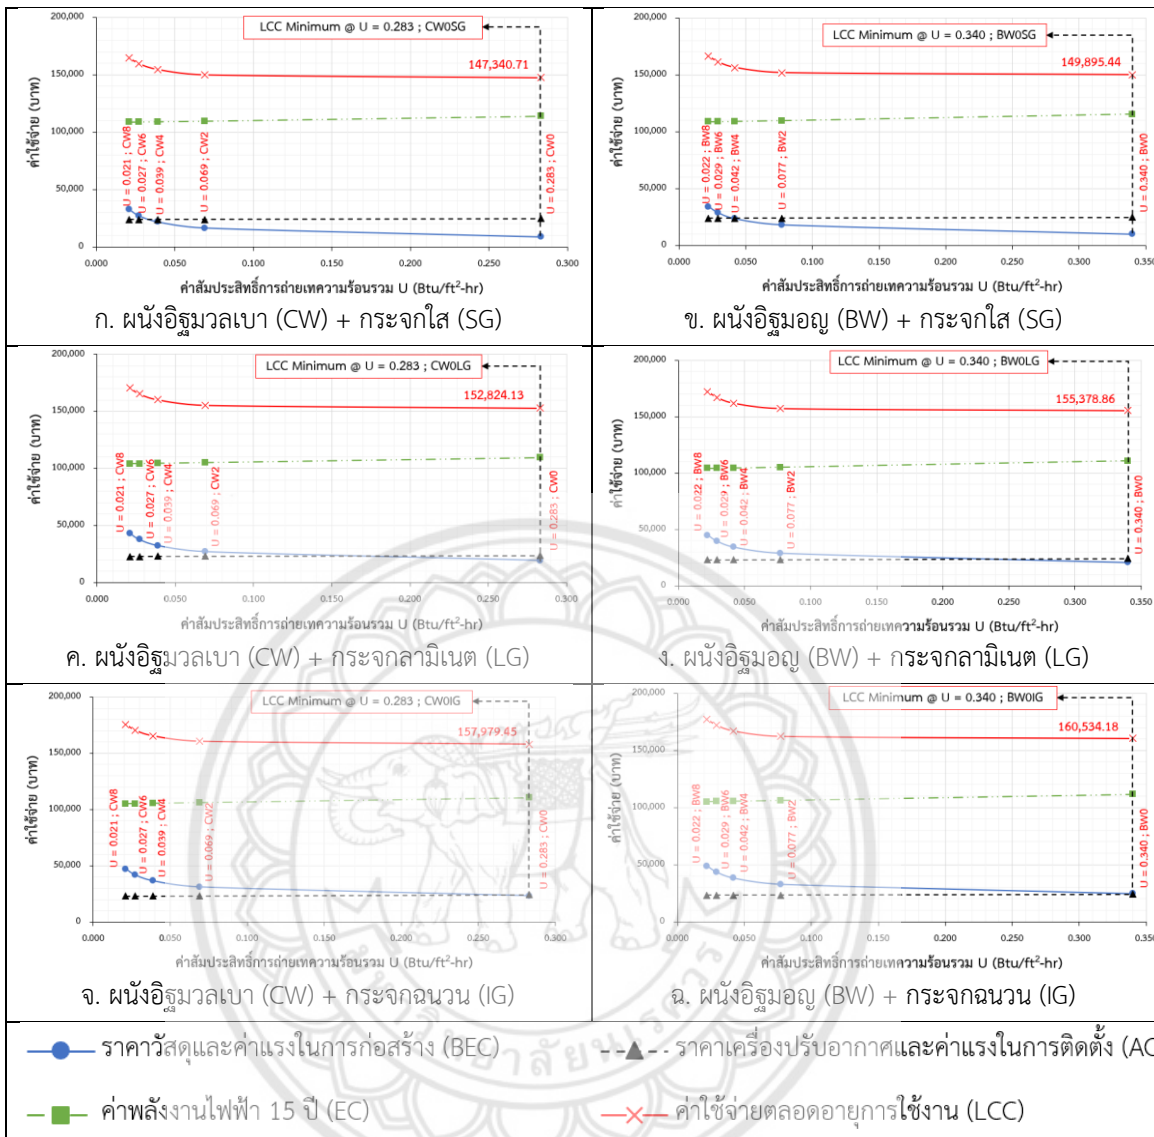 LCC Minimum @ U = 0.283 ; CW0SG
147,340.71
ค่าใช้จ่าย (บาท)
200,000
150,000
100,000
50,000
0
U = 0.021 ; CW8
U = 0.027 ; CW6
U = 0.039 ; CW4
U = 0.069 ; CW2
U = 0.283 ; CW0
0.000 0.050 0.100 0.150 0.200 0.250 0.300
ค่าสัมประสิทธิ์การถ่ายเทความร้อนรวม U (Btu/ft²-hr)
ก. ผนังอิฐมวลเบา (CW) + กระจกใส (SG)
LCC Minimum @ U = 0.340 ; BW0SG
149,895.44
ค่าใช้จ่าย (บาท)
200,000
150,000
100,000
50,000
0
U = 0.022 ; BW8
U = 0.029 ; BW6
U = 0.042 ; BW4
U = 0.077 ; BW2
U = 0.340 ; BW0
0.000 0.050 0.100 0.150 0.200 0.250 0.300 0.350
ค่าสัมประสิทธิ์การถ่ายเทความร้อนรวม U (Btu/ft²-hr)
ข. ผนังอิฐมอญ (BW) + กระจกใส (SG)
LCC Minimum @ U = 0.283 ; CW0LG
152,824.13
ค่าใช้จ่าย (บาท)
200,000
150,000
100,000
50,000
0
U = 0.021 ; CW8
U = 0.027 ; CW6
U = 0.039 ; CW4
U = 0.069 ; CW2
U = 0.283 ; CW0
0.000 0.050 0.100 0.150 0.200 0.250 0.300
ค่าสัมประสิทธิ์การถ่ายเทความร้อนรวม U (Btu/ft²-hr)
ค. ผนังอิฐมวลเบา (CW) + กระจกลามิเนต (LG)
LCC Minimum @ U = 0.340 ; BW0LG
155,378.86
ค่าใช้จ่าย (บาท)
200,000
150,000
100,000
50,000
0
U = 0.022 ; BW8
U = 0.029 ; BW6
U = 0.042 ; BW4
U = 0.077 ; BW2
U = 0.340 ; BW0
0.000 0.050 0.100 0.150 0.200 0.250 0.300 0.350
ค่าสัมประสิทธิ์การถ่ายเทความร้อนรวม U (Btu/ft²-hr)
ง. ผนังอิฐมอญ (BW) + กระจกลามิเนต (LG)
LCC Minimum @ U = 0.283 ; CW0IG
157,979.45
ค่าใช้จ่าย (บาท)
200,000
150,000
100,000
50,000
0
U = 0.021 ; CW8
U = 0.027 ; CW6
U = 0.039 ; CW4
U = 0.069 ; CW2
U = 0.283 ; CW0
0.000 0.050 0.100 0.150 0.200 0.250 0.300
ค่าสัมประสิทธิ์การถ่ายเทความร้อนรวม U (Btu/ft²-hr)
จ. ผนังอิฐมวลเบา (CW) + กระจกฉนวน (IG)
LCC Minimum @ U = 0.340 ; BW0IG
160,534.18
ค่าใช้จ่าย (บาท)
200,000
150,000
100,000
50,000
0
U = 0.022 ; BW8
U = 0.029 ; BW6
U = 0.042 ; BW4
U = 0.077 ; BW2
U = 0.340 ; BW0
0.000 0.050 0.100 0.150 0.200 0.250 0.300 0.350
ค่าสัมประสิทธิ์การถ่ายเทความร้อนรวม U (Btu/ft²-hr)
ฉ. ผนังอิฐมอญ (BW) + กระจกฉนวน (IG)
ราคาวัสดุและค่าแรงในการก่อสร้าง (BEC)
ราคาเครื่องปรับอากาศและค่าแรงในการติดตั้ง (AC
ค่าพลังงานไฟฟ้า 15 ปี (EC)
ค่าใช้จ่ายตลอดอายุการใช้งาน (LCC)